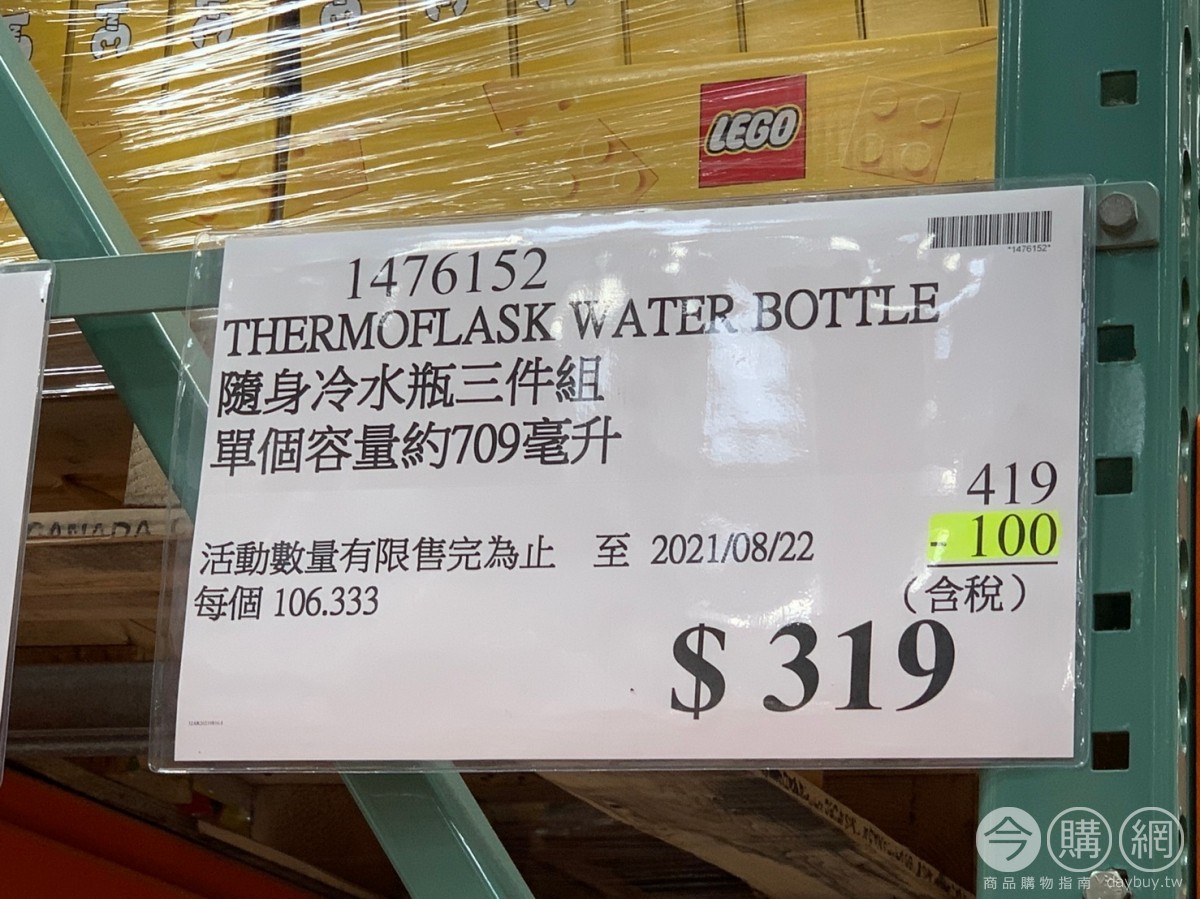 LEGO
*1476152*
1476152
THERMOFLASK WATER BOTTLE
隨身冷水瓶三件組
單個容量約709毫升
419
- 100
活動數量有限售完為止 至 2021/08/22
(含稅)
每個 106.333
$ 319
CANADA
今購網
商品購物指南 daybuy.tw